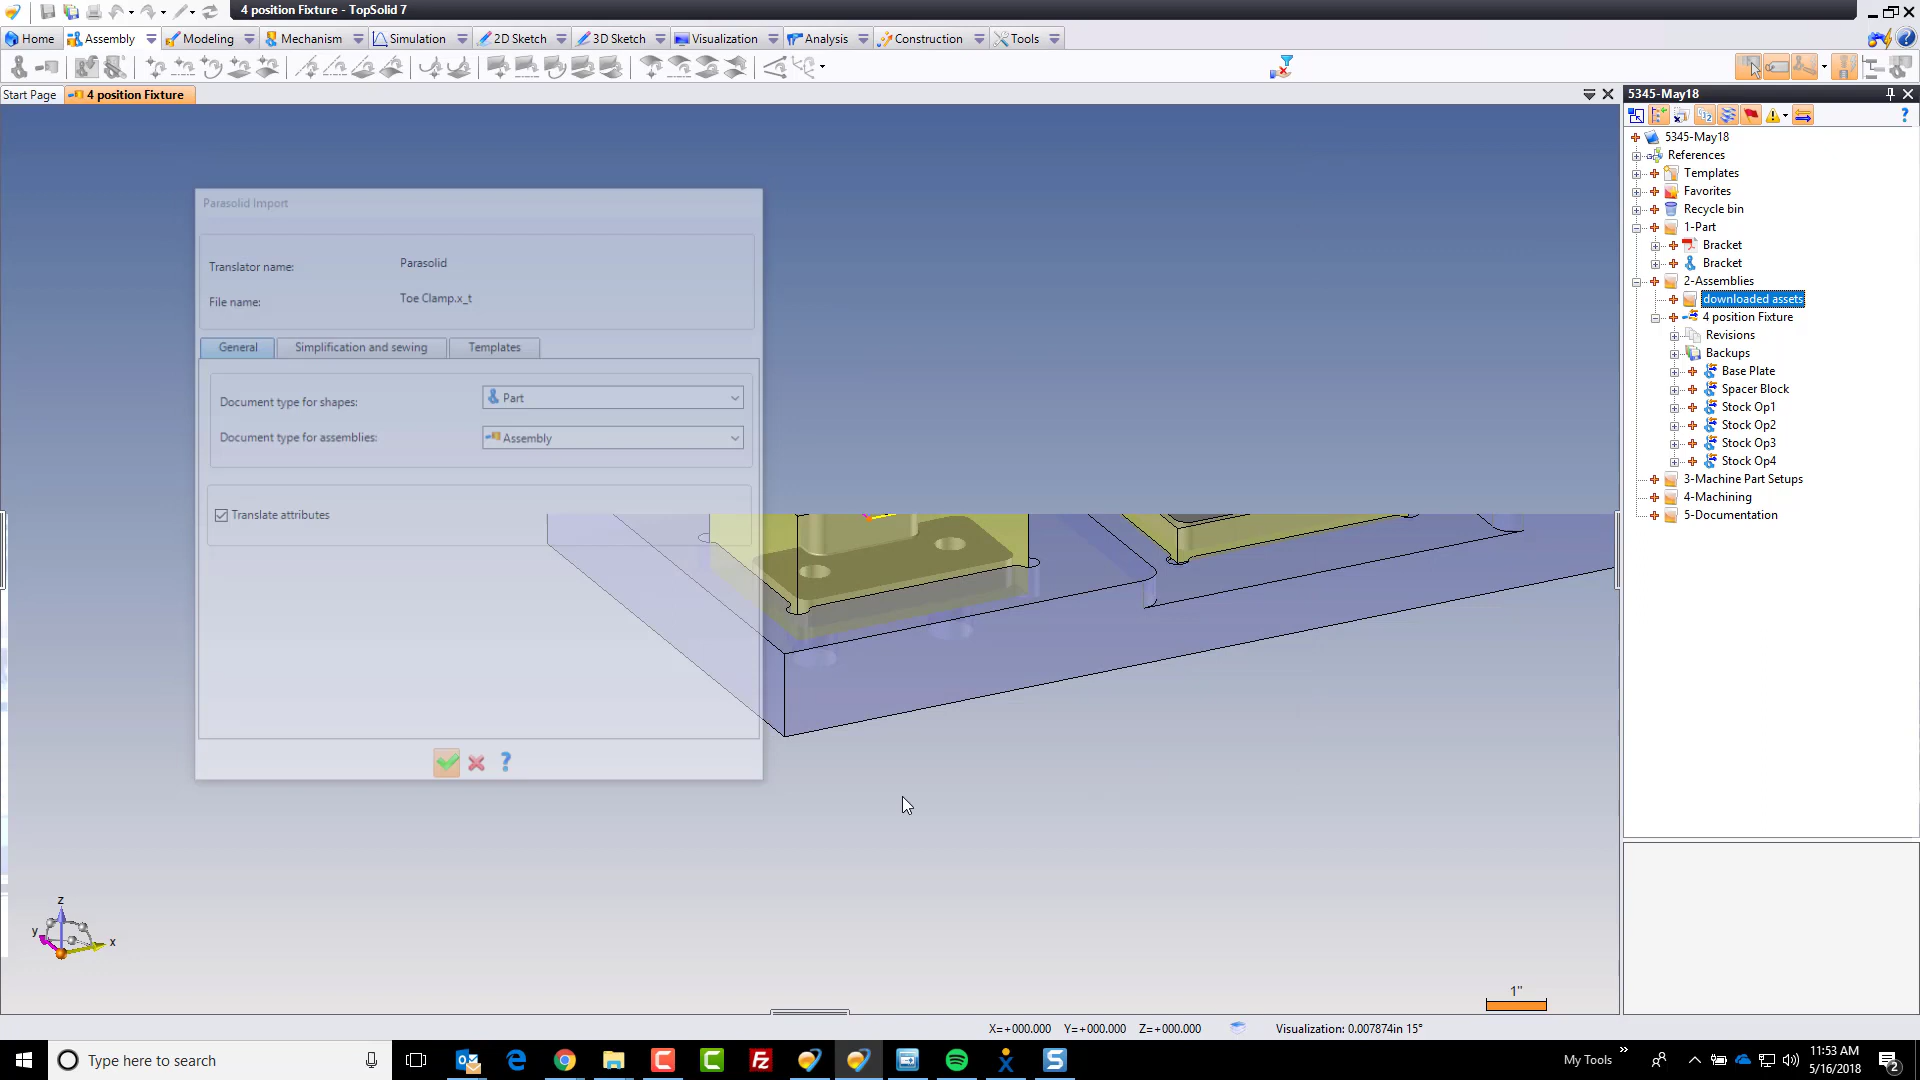 4 position Fixture - TopSolid 7
Home
Assembly
Modeling
Mechanism
Simulation
2D Sketch
3D Sketch
Visualization
Analysis
Construction
Tools
Start Page
4 position Fixture
5345-May18
5345-May18
References
Templates
Favorites
Recycle bin
1-Part
Bracket
Bracket
2-Assemblies
downloaded assets
4 position Fixture
Revisions
Backups
Base Plate
Spacer Block
Stock Op1
Stock Op2
Stock Op3
Stock Op4
3-Machine Part Setups
4-Machining
5-Documentation
Parasolid Import
Translator name: Parasolid
File name: Toe Clamp.x_t
General
Simplification and sewing
Templates
Document type for shapes: Part
Document type for assemblies: Assembly
Translate attributes
z
y
x
1"
X=+000.000 Y=+000.000 Z=+000.000
Visualization: 0.007874in 15°
Type here to search
My Tools
11:53 AM
5/16/2018
2